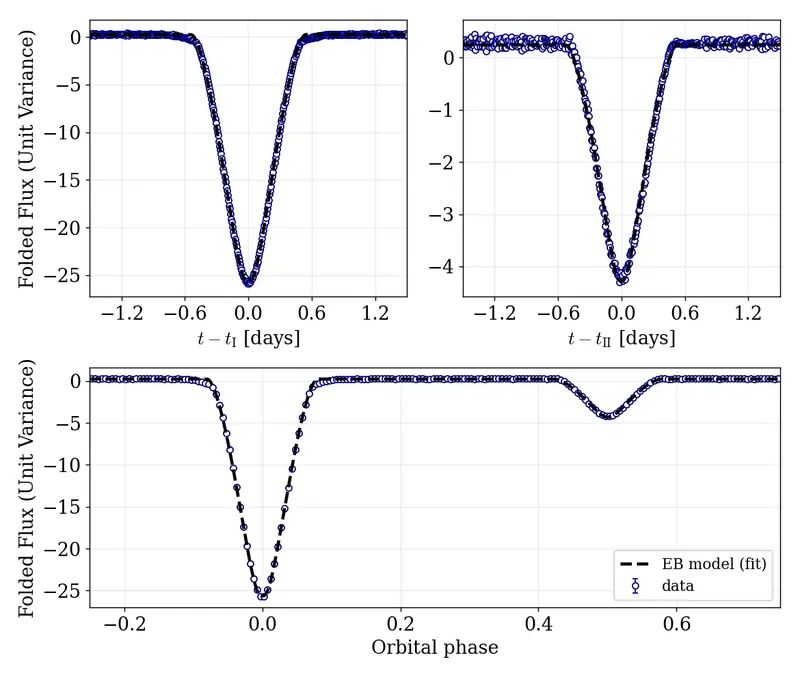 Folded Flux (Unit Variance)
0
−5
−10
−15
−20
−25
−1.2 −0.6 0.0 0.6 1.2
t − tI [days]
0
−1
−2
−3
−4
−1.2 −0.6 0.0 0.6 1.2
t − tII [days]
Folded Flux (Unit Variance)
0
−5
−10
−15
−20
−25
EB model (fit)
data
−0.2 0.0 0.2 0.4 0.6
Orbital phase